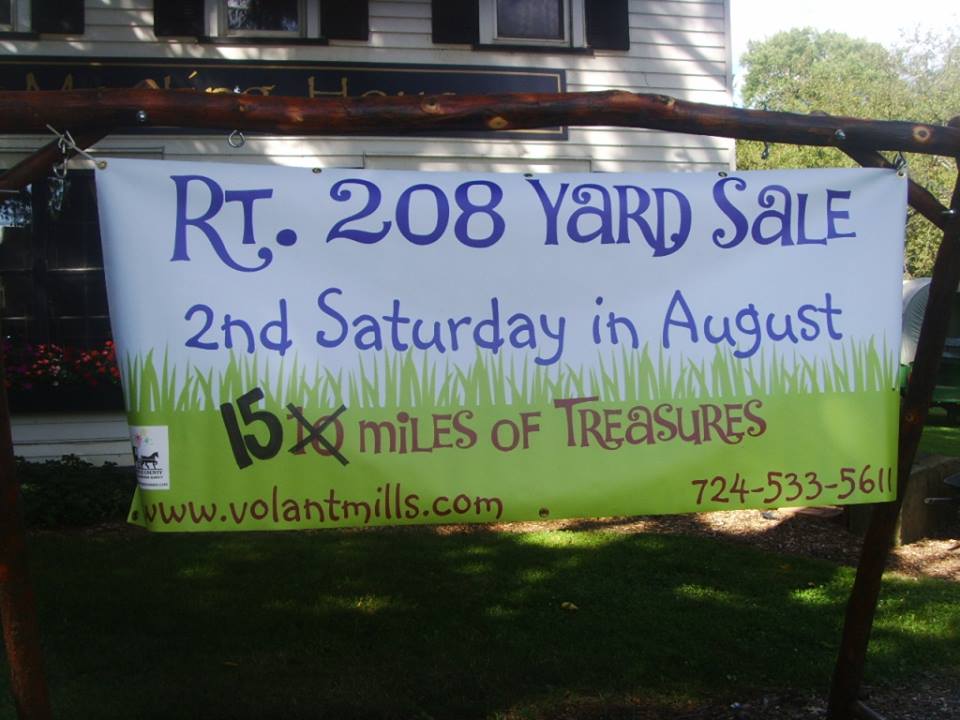 RT. 208 YARD SALE
2nd Saturday in August
15 10 miles of Treasures
www.volantmills.com
724-533-5611